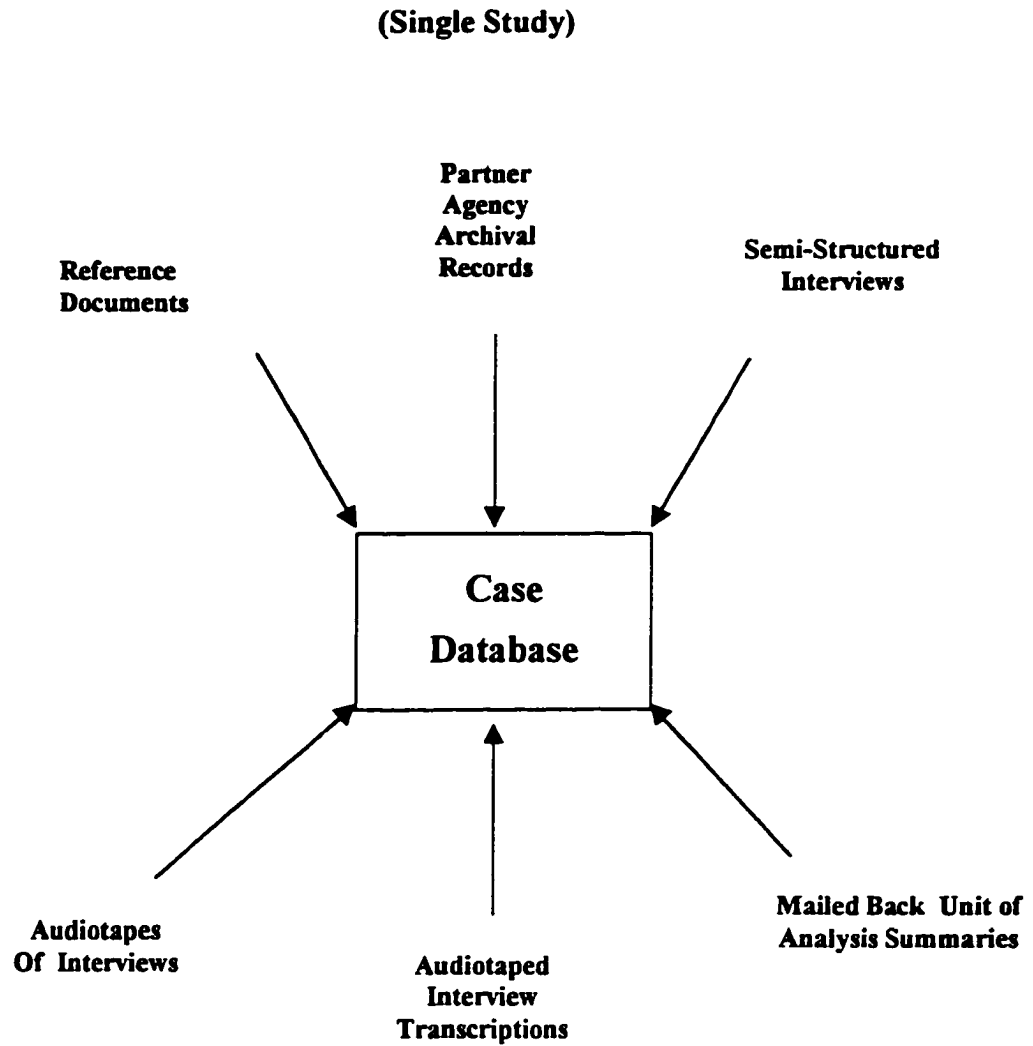 (Single Study)
Partner
Agency
Archival
Records
Semi-Structured
Interviews
Reference
Documents
Case
Database
Audiotapes
Of Interviews
Audiotaped
Interview
Transcriptions
Mailed Back Unit of
Analysis Summaries